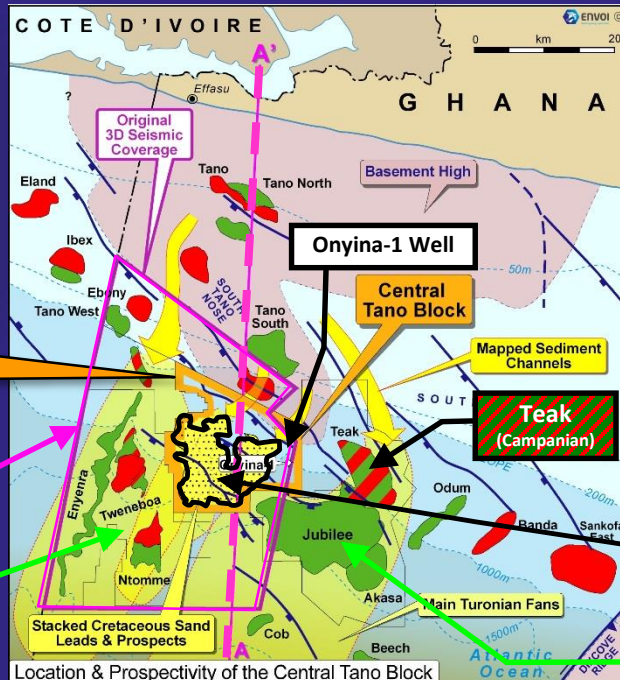 ENVOI ©
COTE D'IVOIRE
0 km 20
A'
Effasu
GHANA
?
Original
3D Seismic
Coverage
Tano
Tano North
Basement High
Eland
Onyina-1 Well
Ibex
50m
Ebony
Tano West
SOUTH
TANO
NOSE
Tano
South
Central
Tano Block
Mapped Sediment
Channels
SOUT
Teak
Teak
(Campanian)
200m
Enyenra
Tweneboa
Odum
Banda
Sankofa
East
Jubilee
1000m
Ntomme
Akasa
Main Turonian Fans
Stacked Cretaceous Sand
Leads & Prospects
Cob
1500m
Beech
A
Atlantic
Ocean
RIDGE
Location & Prospectivity of the Central Tano Block